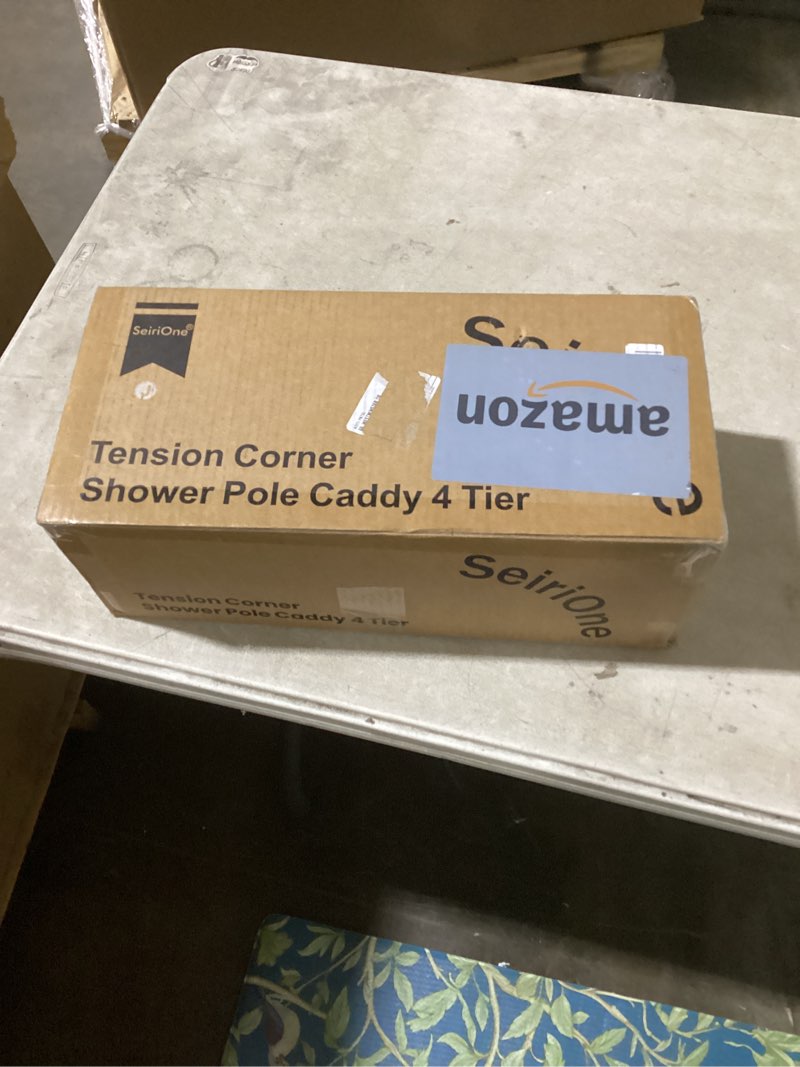 SeiriOne®
amazon
Tension Corner
Shower Pole Caddy 4 Tier
SeiriOne
Tension Corner
Shower Pole Caddy 4 Tier